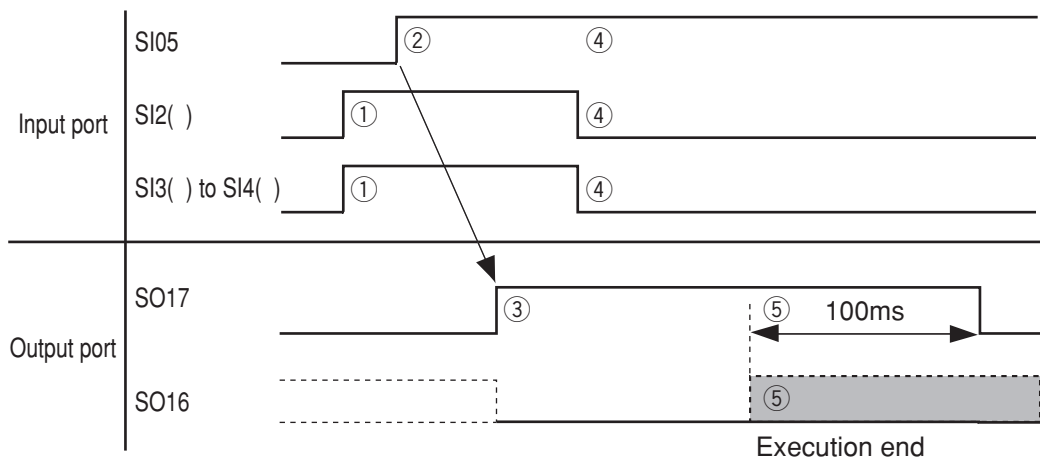 SI05 ② ④
Input port
SI2( ) ① ④
SI3( ) to SI4( ) ① ④
SO17 ③ ⑤ 100ms
Output port
SO16 ⑤
Execution end